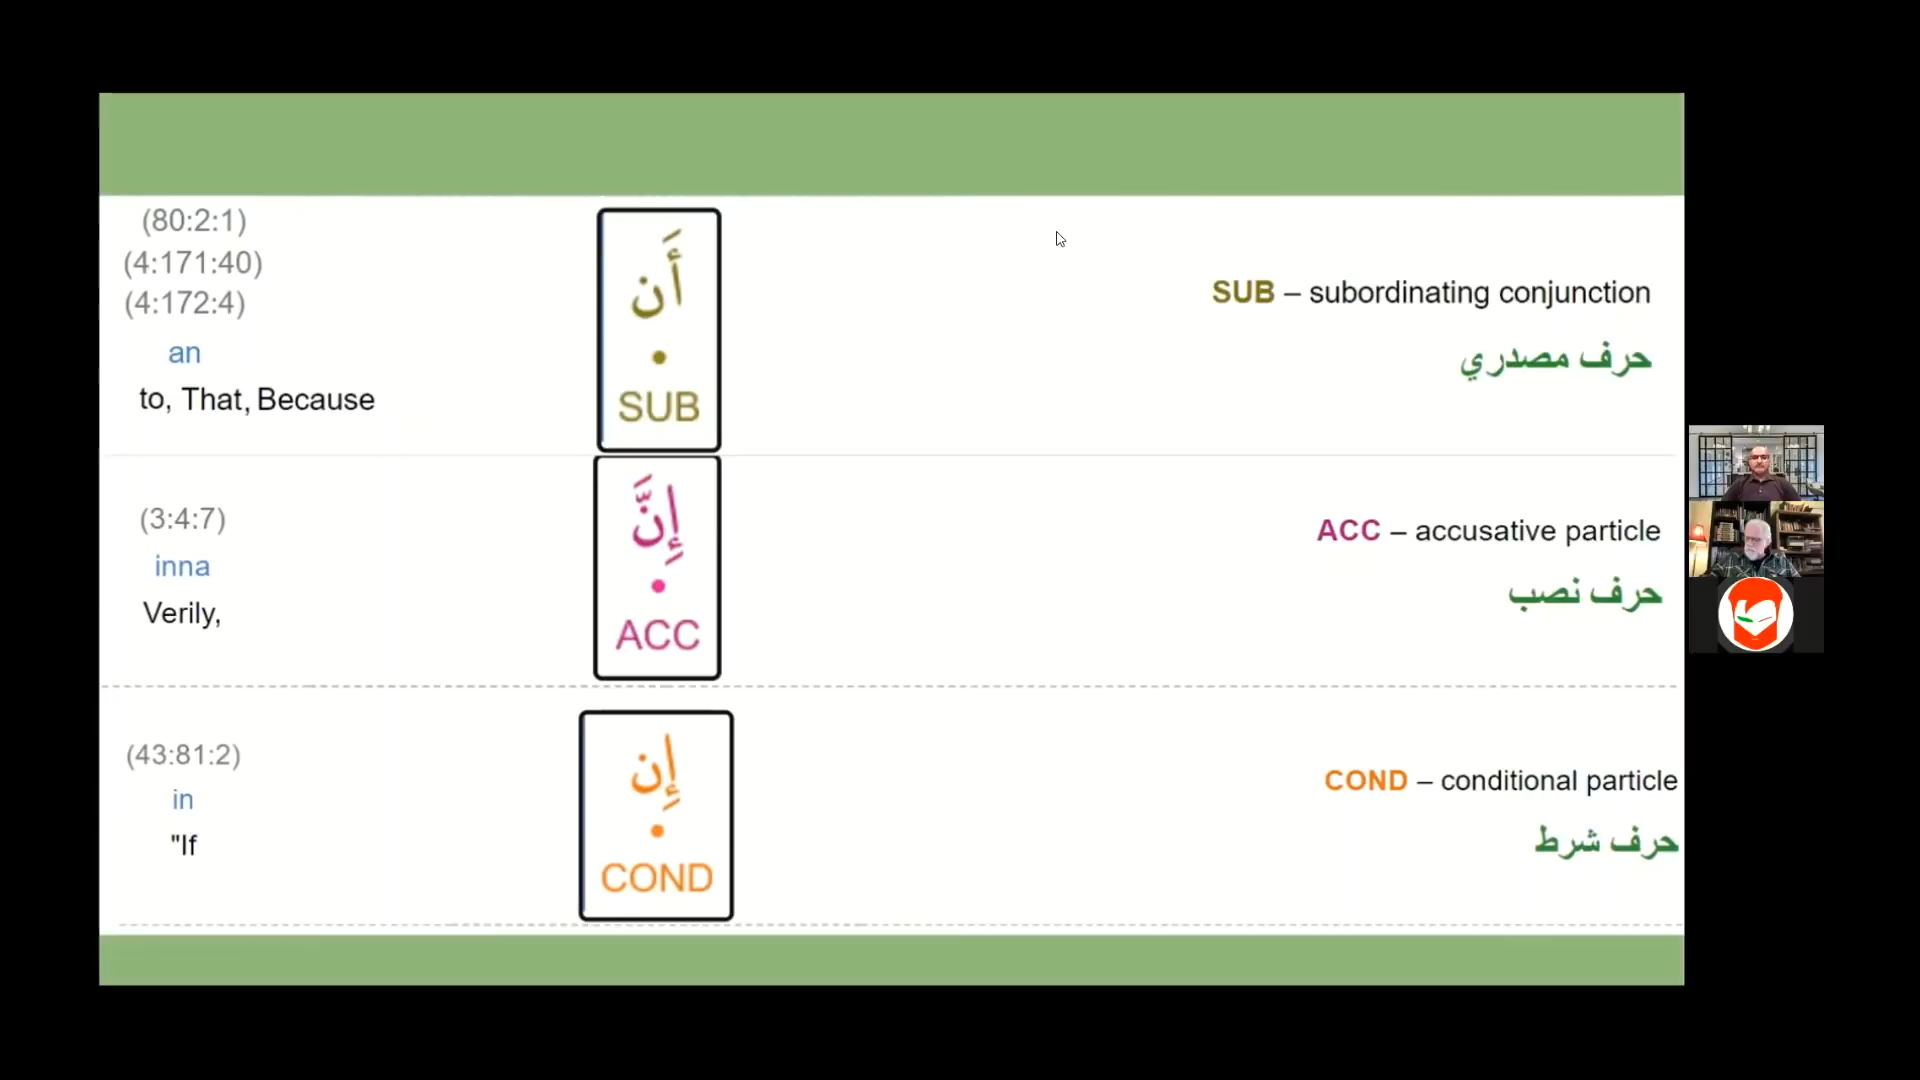 (80:2:1)
(4:171:40)
(4:172:4)
an
to, That, Because
أَن
SUB
SUB – subordinating conjunction
حرف مصدري
(3:4:7)
inna
Verily,
إِنَّ
ACC
ACC – accusative particle
حرف نصب
(43:81:2)
in
"If
إِن
COND
COND – conditional particle
حرف شرط